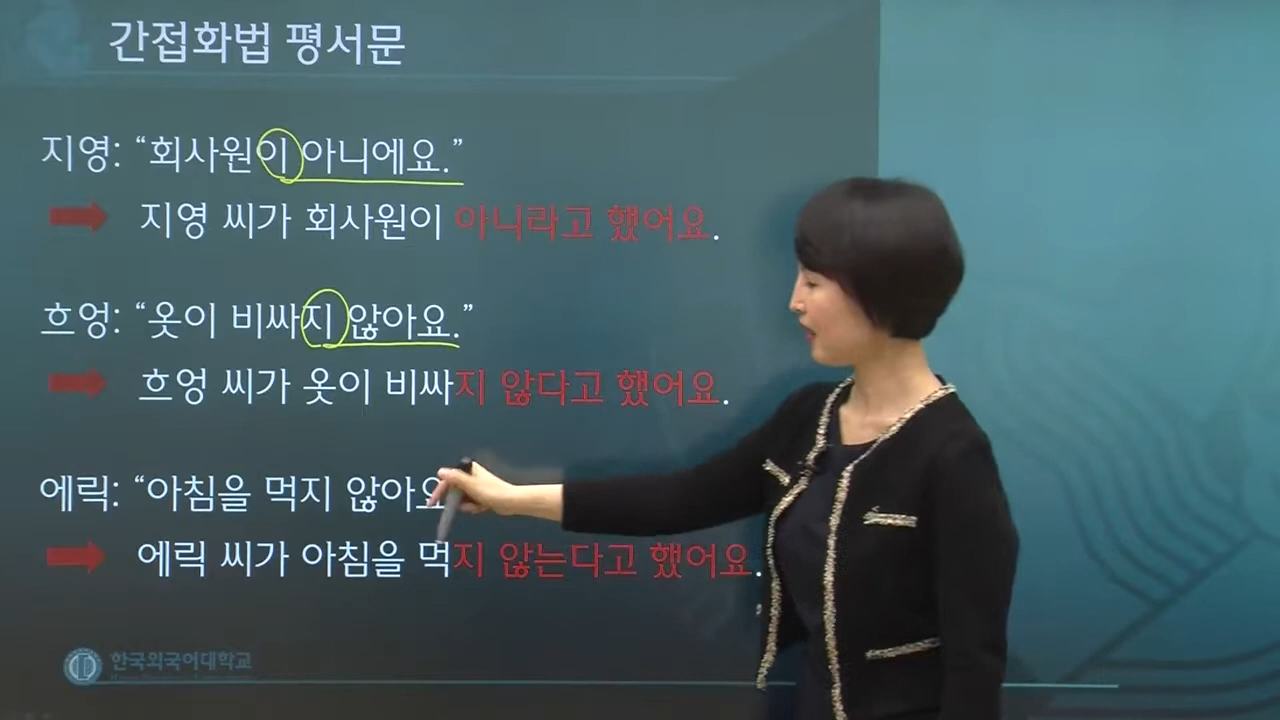 간접화법 평서문
지영: “회사원이 아니에요.”
지영 씨가 회사원이 아니라고 했어요.
흐엉: “옷이 비싸지 않아요.”
흐엉 씨가 옷이 비싸지 않다고 했어요.
에릭: “아침을 먹지 않아요
에릭 씨가 아침을 먹지 않는다고 했어요.
한국외국어대학교